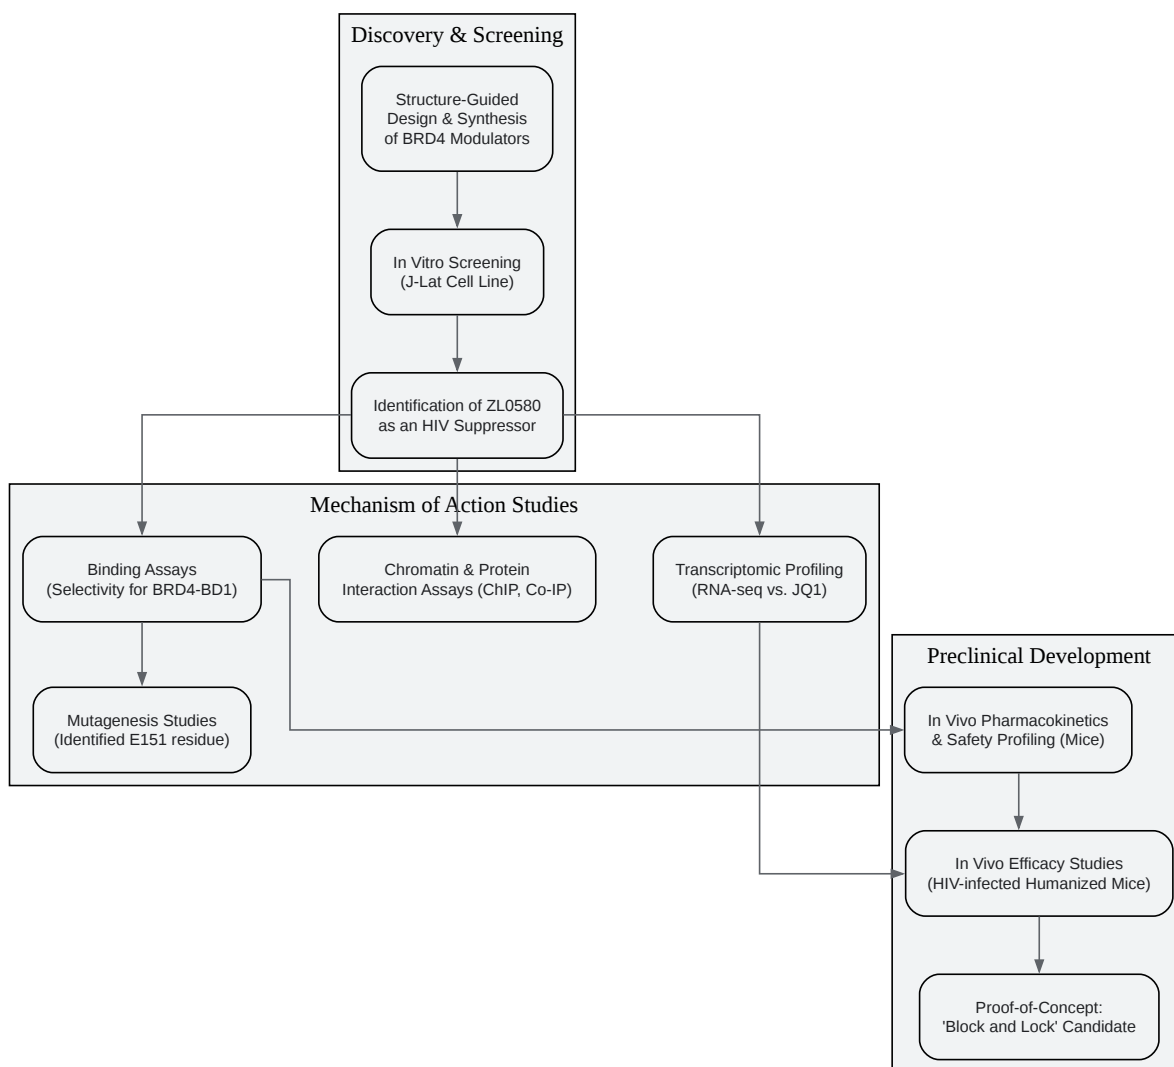 Discovery & Screening
Structure-Guided
Design & Synthesis
of BRD4 Modulators
In Vitro Screening
(J-Lat Cell Line)
Identification of ZL0580
as an HIV Suppressor
Mechanism of Action Studies
Binding Assays
(Selectivity for BRD4-BD1)
Chromatin & Protein
Interaction Assays (ChIP, Co-IP)
Transcriptomic Profiling
(RNA-seq vs. JQ1)
Mutagenesis Studies
(Identified E151 residue)
Preclinical Development
In Vivo Pharmacokinetics
& Safety Profiling (Mice)
In Vivo Efficacy Studies
(HIV-infected Humanized Mice)
Proof-of-Concept:
'Block and Lock' Candidate